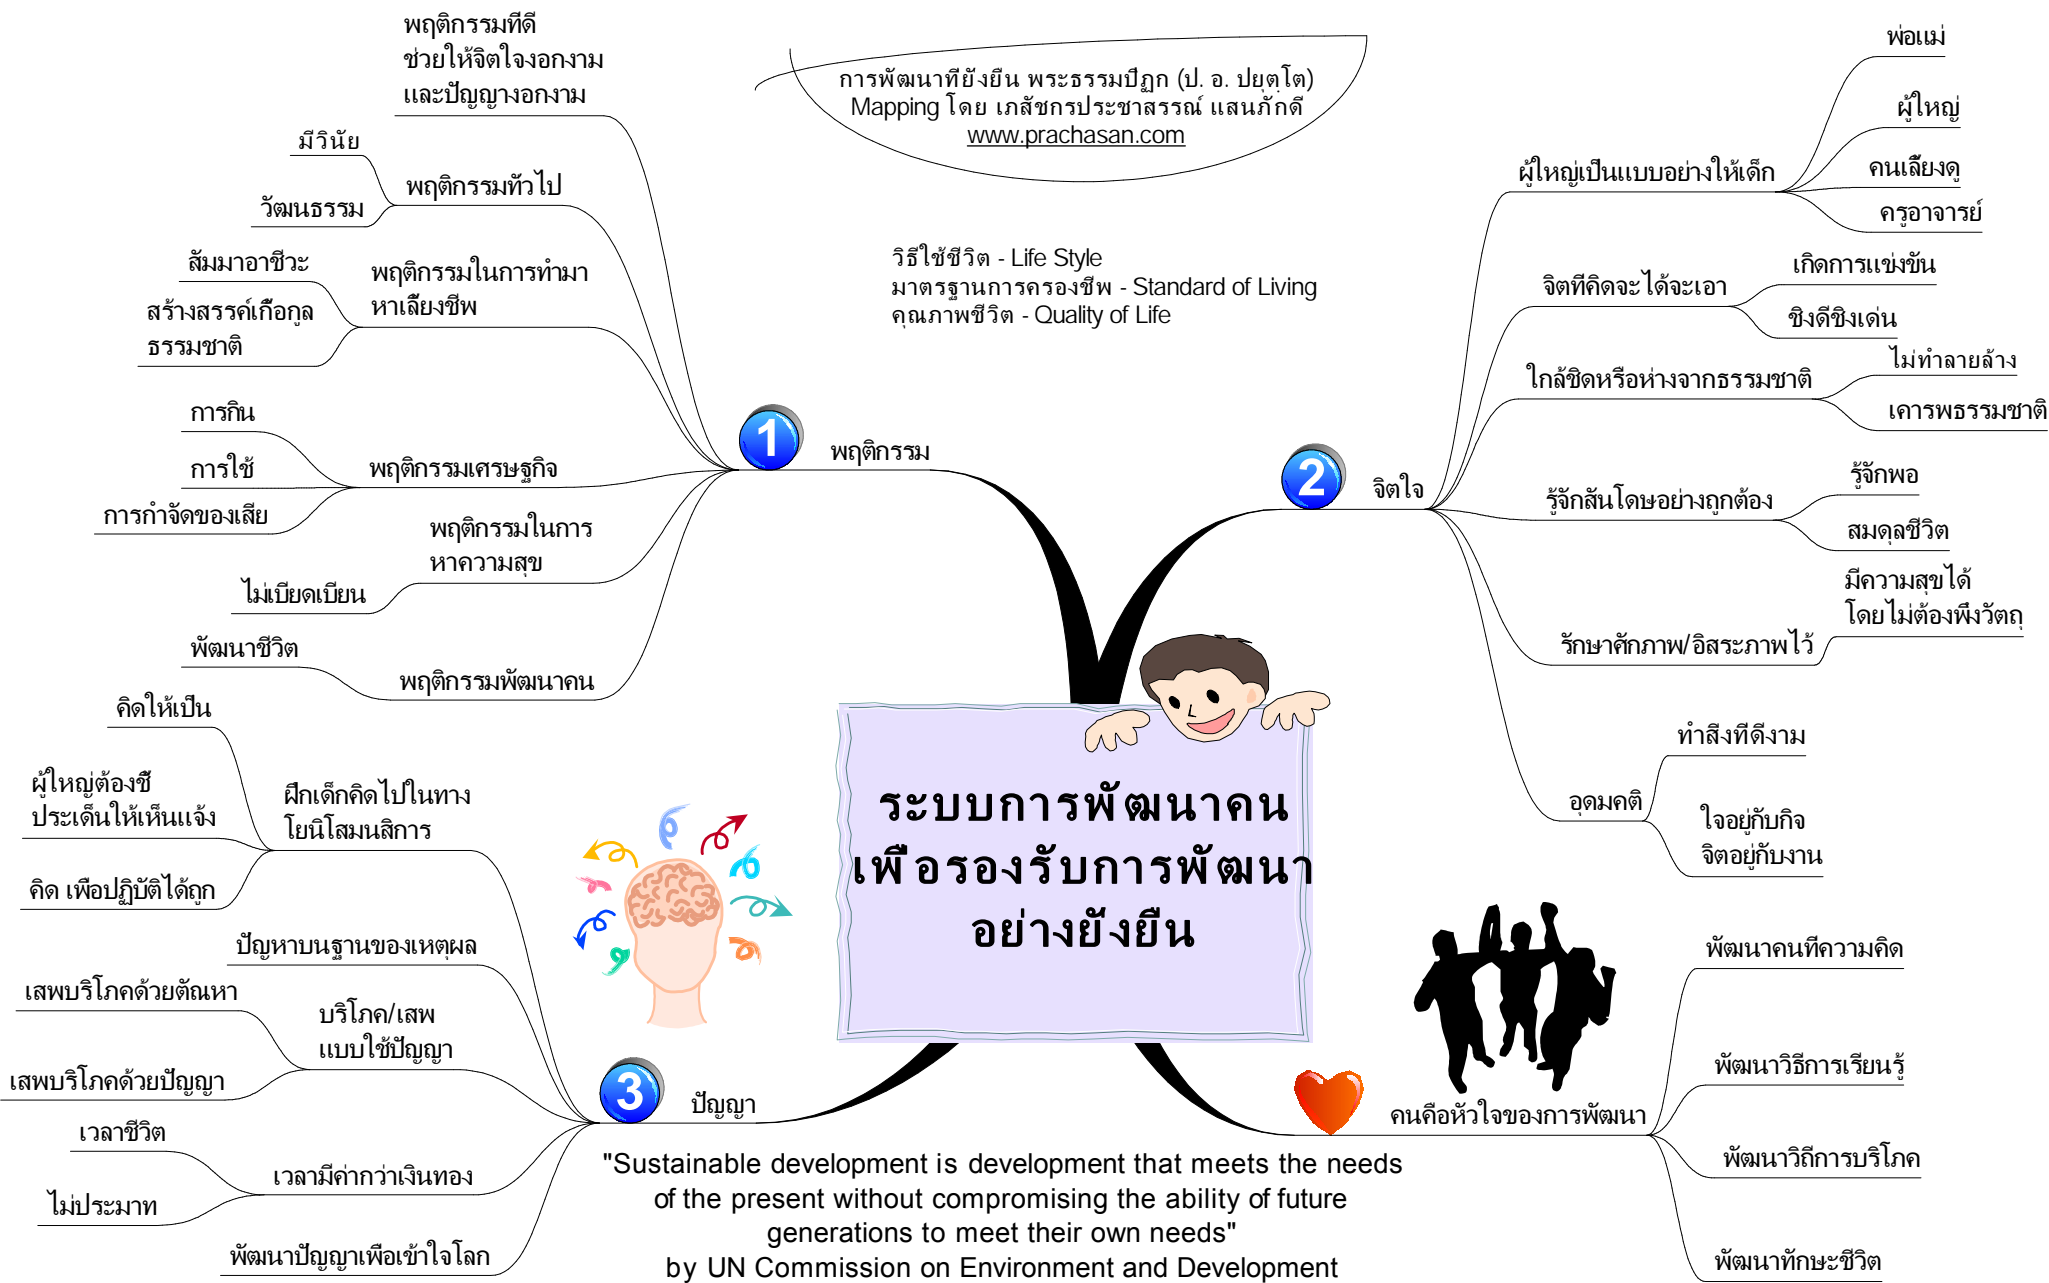 การพัฒนาที่ยั่งยืน พระธรรมปิฏก (ป. อ. ปยุตฺโต)
Mapping โดย เภสัชกรประชาสรรณ์ แสนภักดี
www.prachasan.com
วิธีใช้ชีวิต - Life Style
มาตรฐานการครองชีพ - Standard of Living
คุณภาพชีวิต - Quality of Life
ระบบการพัฒนาคน
เพื่อรองรับการพัฒนา
อย่างยั่งยืน
1
พฤติกรรม
พฤติกรรมที่ดี
ช่วยให้จิตใจงอกงาม
และปัญญางอกงาม
พฤติกรรมทั่วไป
มีวินัย
วัฒนธรรม
พฤติกรรมในการทำมา
หาเลี้ยงชีพ
สัมมาอาชีวะ
สร้างสรรค์เกื้อกูล
ธรรมชาติ
พฤติกรรมเศรษฐกิจ
การกิน
การใช้
การกำจัดของเสีย
พฤติกรรมในการ
หาความสุข
ไม่เบียดเบียน
พฤติกรรมพัฒนาคน
พัฒนาชีวิต
2
จิตใจ
ผู้ใหญ่เป็นแบบอย่างให้เด็ก
พ่อแม่
ผู้ใหญ่
คนเลี้ยงดู
ครูอาจารย์
จิตที่คิดจะได้จะเอา
เกิดการแข่งขัน
ชิงดีชิงเด่น
ใกล้ชิดหรือห่างจากธรรมชาติ
ไม่ทำลายล้าง
เคารพธรรมชาติ
รู้จักสันโดษอย่างถูกต้อง
รู้จักพอ
สมดุลชีวิต
รักษาศักภาพ/อิสระภาพไว้
มีความสุขได้
โดยไม่ต้องพึ่งวัตถุ
อุดมคติ
ทำสิ่งที่ดีงาม
ใจอยู่กับกิจ
จิตอยู่กับงาน
3
ปัญญา
ฝึกเด็กคิดไปในทาง
โยนิโสมนสิการ
คิดให้เป็น
ผู้ใหญ่ต้องชี้
ประเด็นให้เห็นแจ้ง
คิด เพื่อปฏิบัติได้ถูก
ปัญหาบนฐานของเหตุผล
บริโภค/เสพ
แบบใช้ปัญญา
เสพบริโภคด้วยตัณหา
เสพบริโภคด้วยปัญญา
เวลามีค่ากว่าเงินทอง
เวลาชีวิต
ไม่ประมาท
พัฒนาปัญญาเพื่อเข้าใจโลก
คนคือหัวใจของการพัฒนา
พัฒนาคนที่ความคิด
พัฒนาวิธีการเรียนรู้
พัฒนาวิถีการบริโภค
พัฒนาทักษะชีวิต
"Sustainable development is development that meets the needs
of the present without compromising the ability of future
generations to meet their own needs"
by UN Commission on Environment and Development